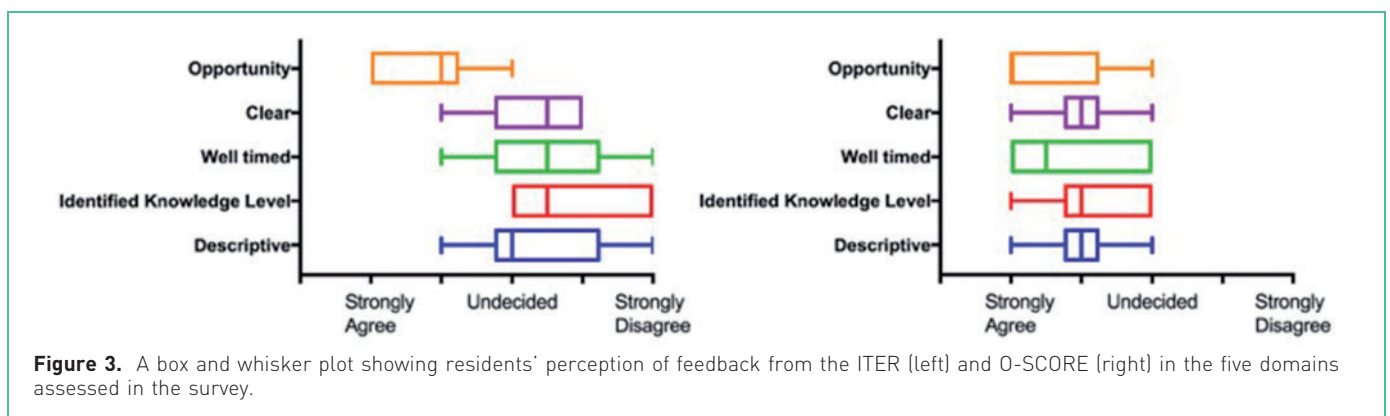 Opportunity
Clear
Well timed
Identified Knowledge Level
Descriptive
Strongly Agree
Undecided
Strongly Disagree
Opportunity
Clear
Well timed
Identified Knowledge Level
Descriptive
Strongly Agree
Undecided
Strongly Disagree
Figure 3. A box and whisker plot showing residents' perception of feedback from the ITER (left) and O-SCORE (right) in the five domains
assessed in the survey.